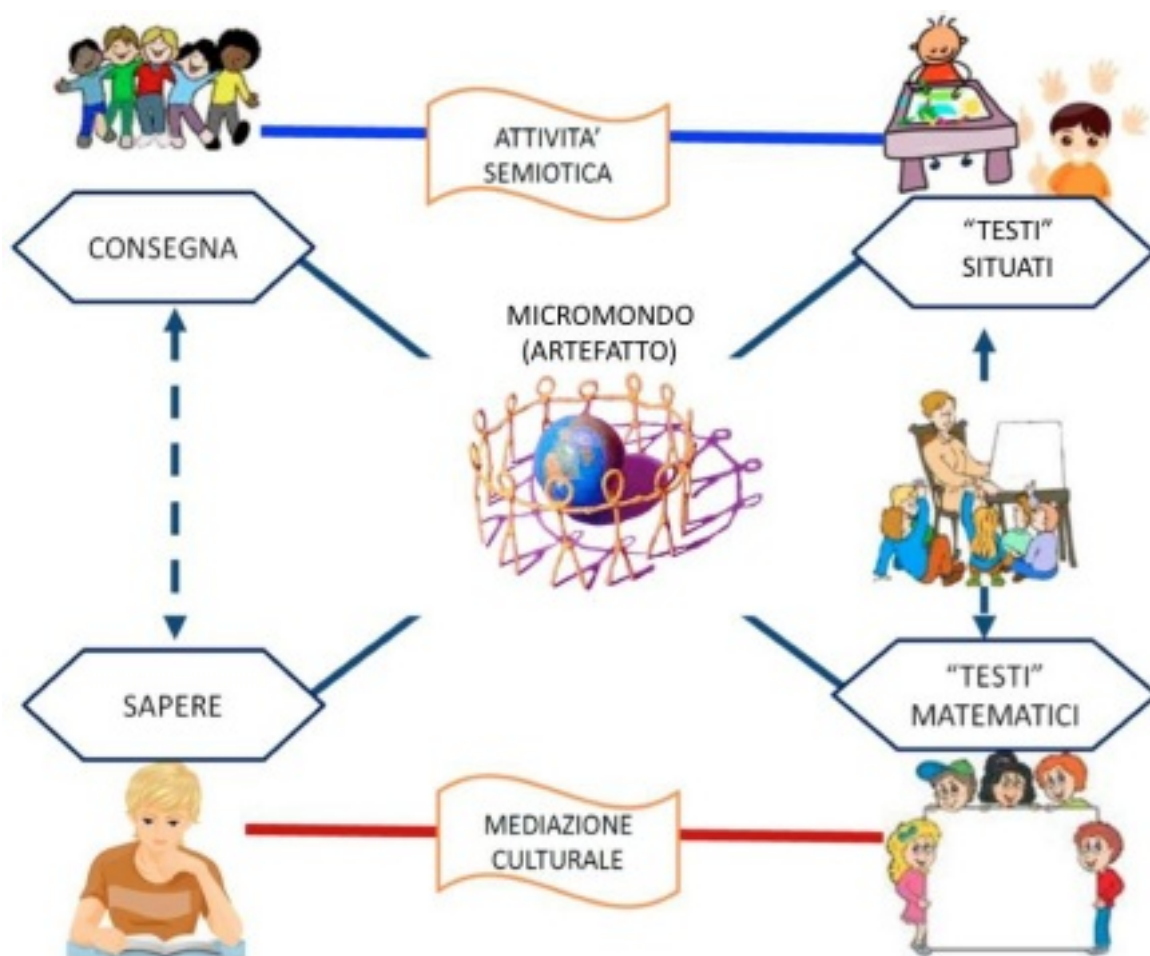 ATTIVITA'
SEMIOTICA
CONSEGNA
"TESTI"
SITUATI
MICROMONDO
(ARTEFATTO)
SAPERE
"TESTI"
MATEMATICI
MEDIAZIONE
CULTURALE